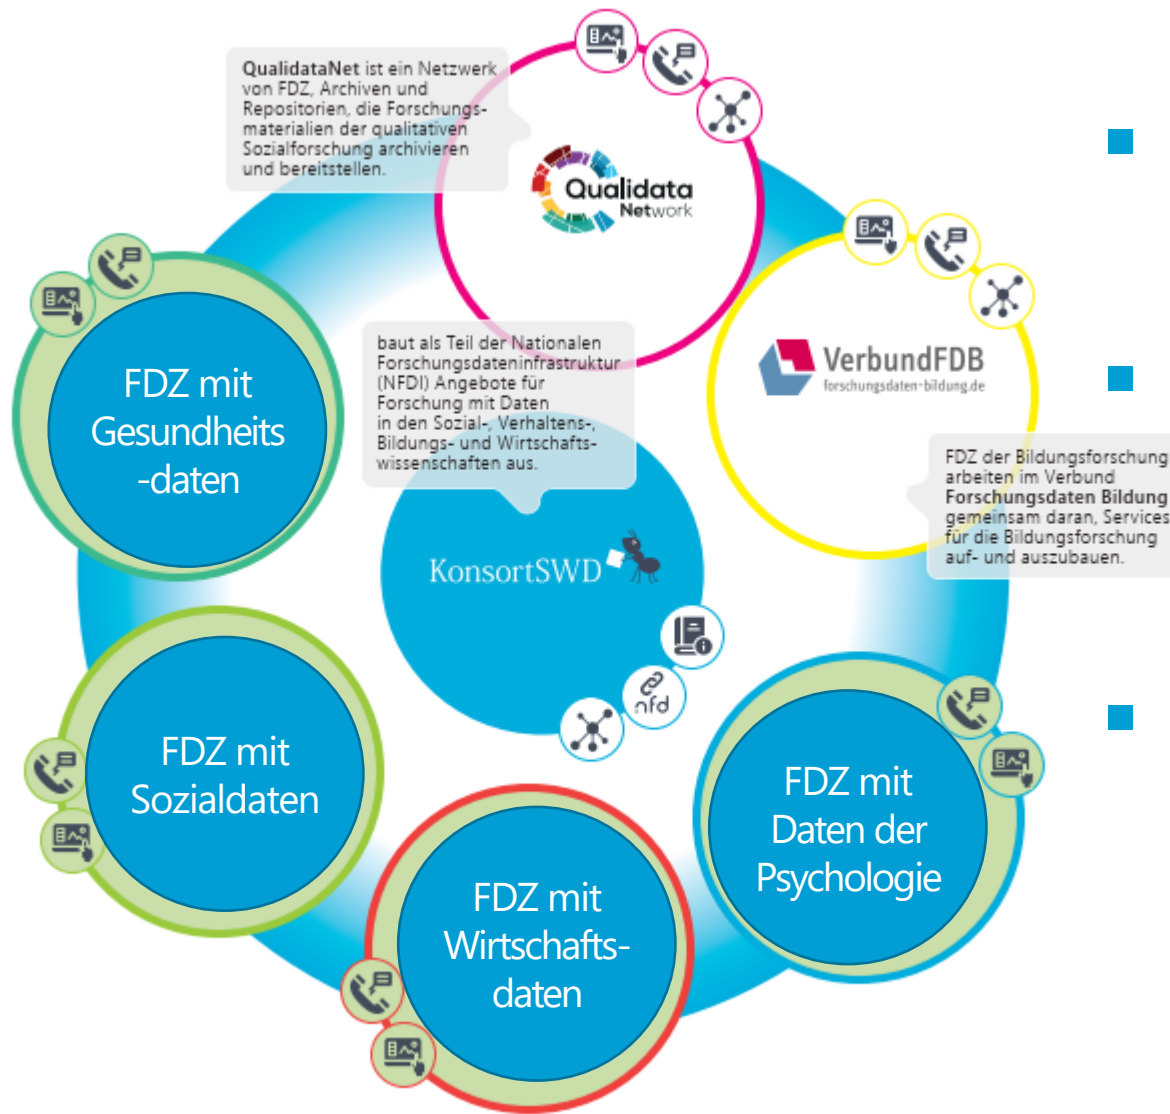 QualidataNet ist ein Netzwerk
von FDZ, Archiven und
Repositorien, die Forschungs-
materialien der qualitativen
Sozialforschung archivieren
und bereitstellen.
Qualidata
Network
VerbundFDB
forschungsdaten-bildung.de
FDZ der Bildungsforschung
arbeiten im Verbund
Forschungsdaten Bildung
gemeinsam daran, Services
für die Bildungsforschung
auf- und auszubauen.
baut als Teil der Nationalen
Forschungsdateninfrastruktur
(NFDI) Angebote für
Forschung mit Daten
in den Sozial-, Verhaltens-,
Bildungs- und Wirtschafts-
wissenschaften aus.
KonsortSWD
nfd
FDZ mit
Gesundheits
-daten
FDZ mit
Sozialdaten
FDZ mit
Wirtschafts-
daten
FDZ mit
Daten der
Psychologie